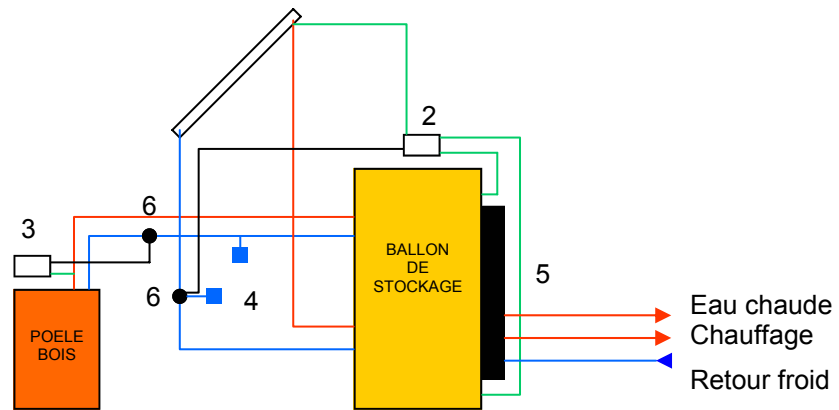 2
6
3
BALLON
DE
STOCKAGE
6
4
5
POELE
BOIS
Eau chaude
Chauffage
Retour froid